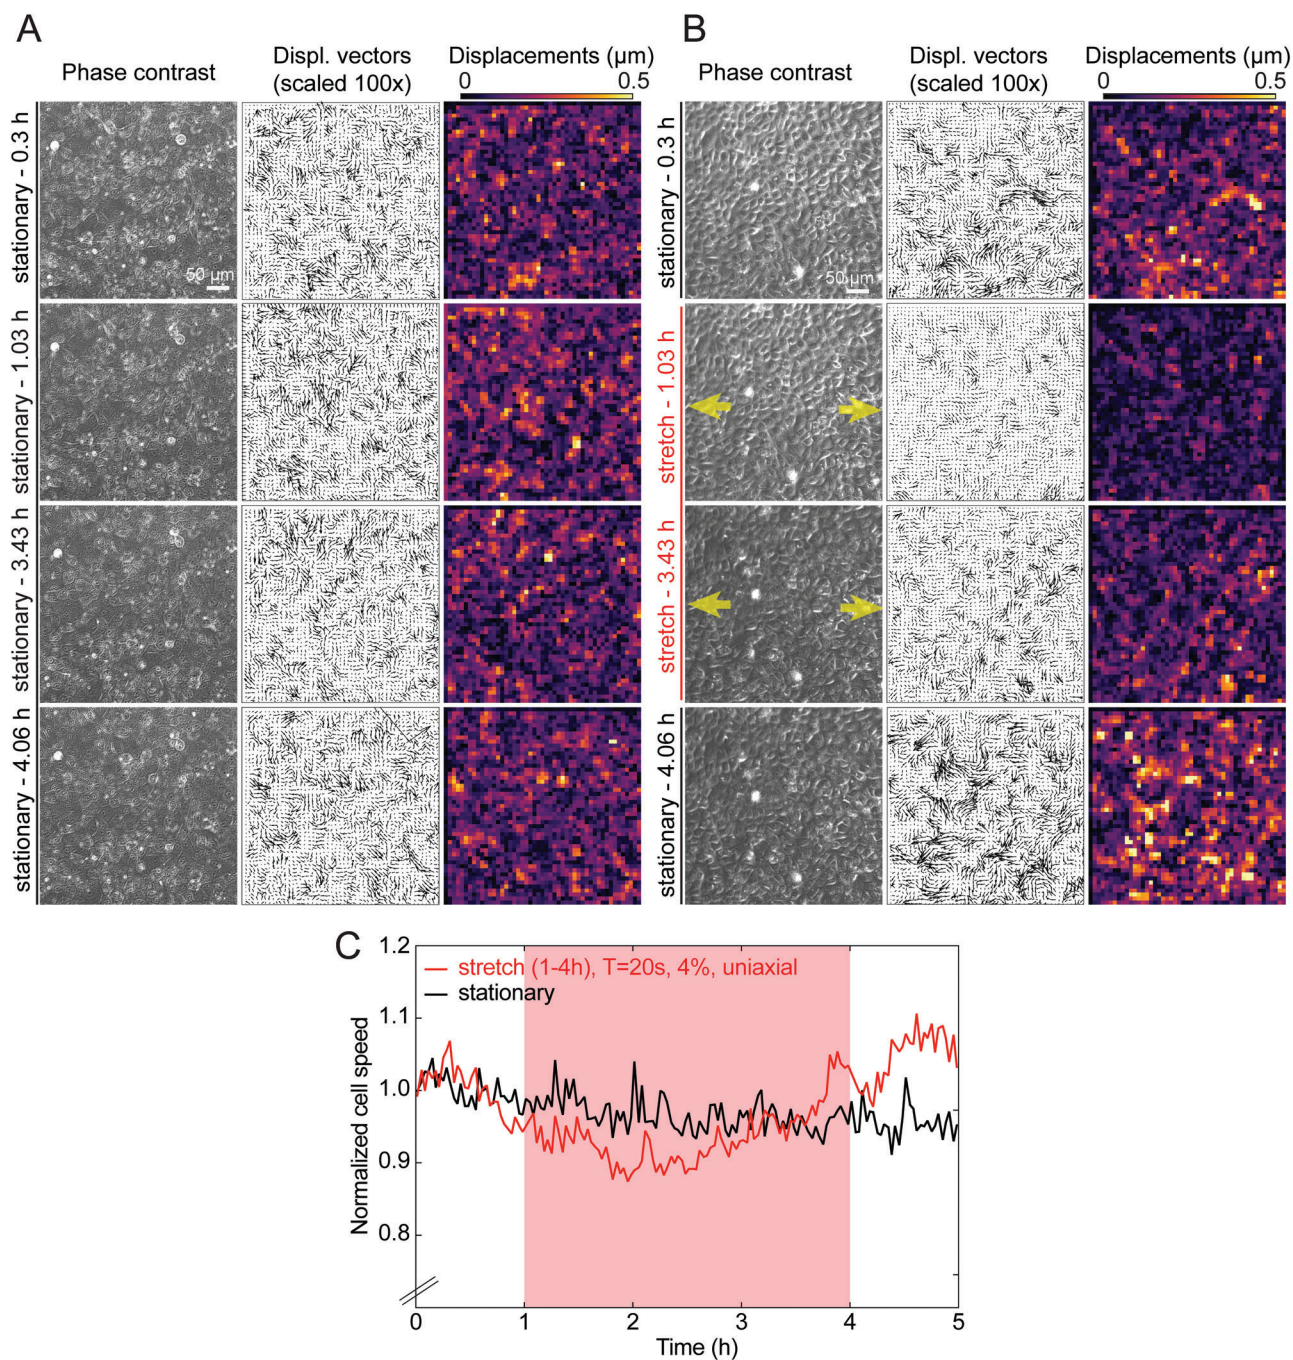 A
Phase contrast
Displ. vectors
(scaled 100x)
Displacements (µm)
0 0.5
stationary - 0.3 h
50 µm
stationary - 1.03 h
stationary - 3.43 h
stationary - 4.06 h
B
Phase contrast
Displ. vectors
(scaled 100x)
Displacements (µm)
0 0.5
stationary - 0.3 h
50 µm
stretch - 1.03 h
stretch - 3.43 h
stationary - 4.06 h
C
Normalized cell speed
1.2
1.1
1.0
0.9
0.8
stretch (1-4h), T=20s, 4%, uniaxial
stationary
0 1 2 3 4 5
Time (h)